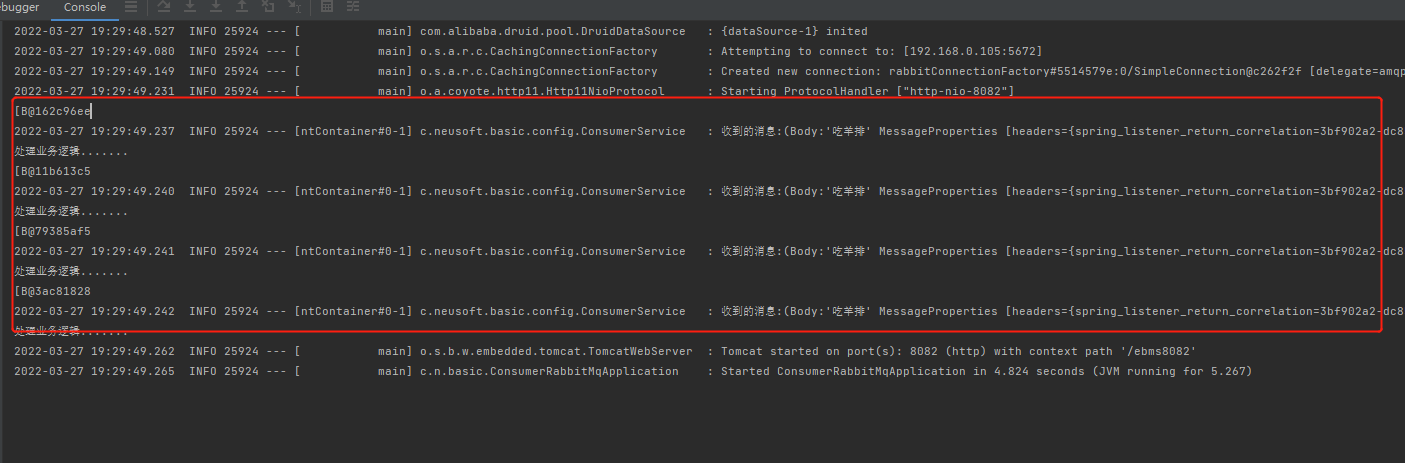 ebugger Console
2022-03-27 19:29:48.527  INFO 25924 --- [           main] com.alibaba.druid.pool.DruidDataSource   : {dataSource-1} inited
2022-03-27 19:29:49.080  INFO 25924 --- [           main] o.s.a.r.c.CachingConnectionFactory       : Attempting to connect to: [192.168.0.105:5672]
2022-03-27 19:29:49.149  INFO 25924 --- [           main] o.s.a.r.c.CachingConnectionFactory       : Created new connection: rabbitConnectionFactory#5514579e:0/SimpleConnection@c262f2f [delegate=amqp
2022-03-27 19:29:49.231  INFO 25924 --- [           main] o.a.coyote.http11.Http11NioProtocol      : Starting ProtocolHandler ["http-nio-8082"]
[B@162c96ee
2022-03-27 19:29:49.237  INFO 25924 --- [ntContainer#0-1] c.neusoft.basic.config.ConsumerService   : 收到的消息:(Body:'吃羊排' MessageProperties [headers={spring_listener_return_correlation=3bf902a2-dc8
处理业务逻辑.......
[B@11b613c5
2022-03-27 19:29:49.240  INFO 25924 --- [ntContainer#0-1] c.neusoft.basic.config.ConsumerService   : 收到的消息:(Body:'吃羊排' MessageProperties [headers={spring_listener_return_correlation=3bf902a2-dc8
处理业务逻辑.......
[B@79385af5
2022-03-27 19:29:49.241  INFO 25924 --- [ntContainer#0-1] c.neusoft.basic.config.ConsumerService   : 收到的消息:(Body:'吃羊排' MessageProperties [headers={spring_listener_return_correlation=3bf902a2-dc8
处理业务逻辑.......
[B@3ac81828
2022-03-27 19:29:49.242  INFO 25924 --- [ntContainer#0-1] c.neusoft.basic.config.ConsumerService   : 收到的消息:(Body:'吃羊排' MessageProperties [headers={spring_listener_return_correlation=3bf902a2-dc8
处理业务逻辑.......
2022-03-27 19:29:49.262  INFO 25924 --- [           main] o.s.b.w.embedded.tomcat.TomcatWebServer  : Tomcat started on port(s): 8082 (http) with context path '/ebms8082'
2022-03-27 19:29:49.265  INFO 25924 --- [           main] c.n.basic.ConsumerRabbitMqApplication    : Started ConsumerRabbitMqApplication in 4.824 seconds (JVM running for 5.267)